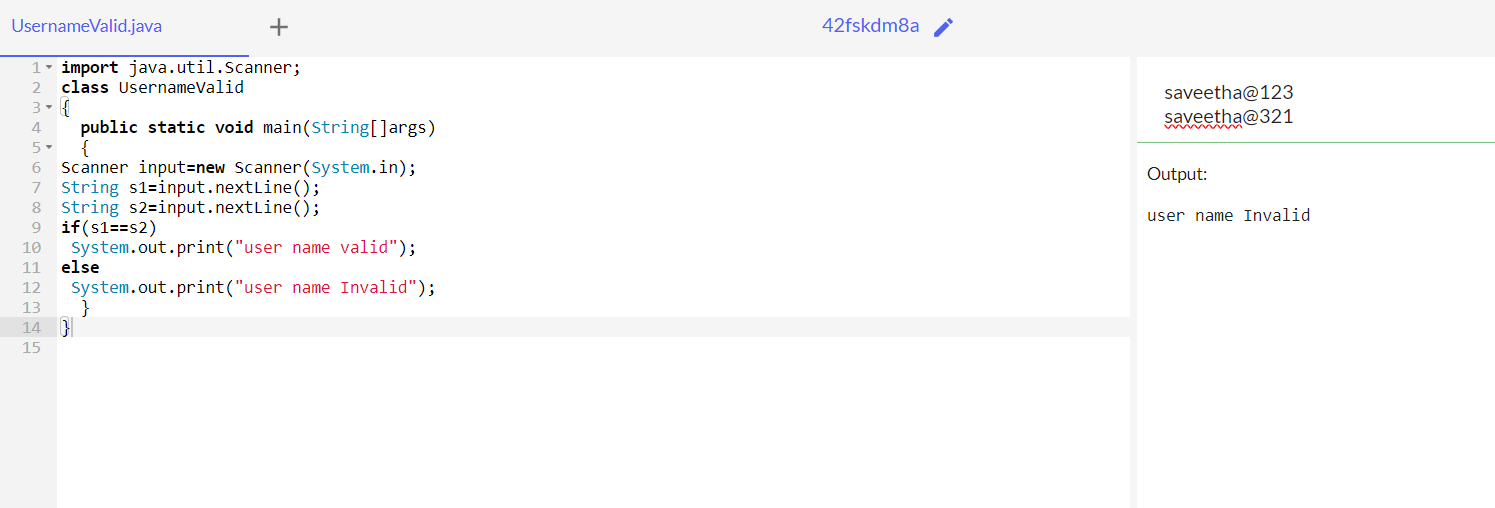 UsernameValid.java + 42fskdm8a
1 import java.util.Scanner;
2 class UsernameValid
3 {
4   public static void main(String[]args)
5   {
6 Scanner input=new Scanner(System.in);
7 String s1=input.nextLine();
8 String s2=input.nextLine();
9 if(s1==s2)
10  System.out.print("user name valid");
11 else
12  System.out.print("user name Invalid");
13   }
14 }
15
saveetha@123
saveetha@321
Output:
user name Invalid